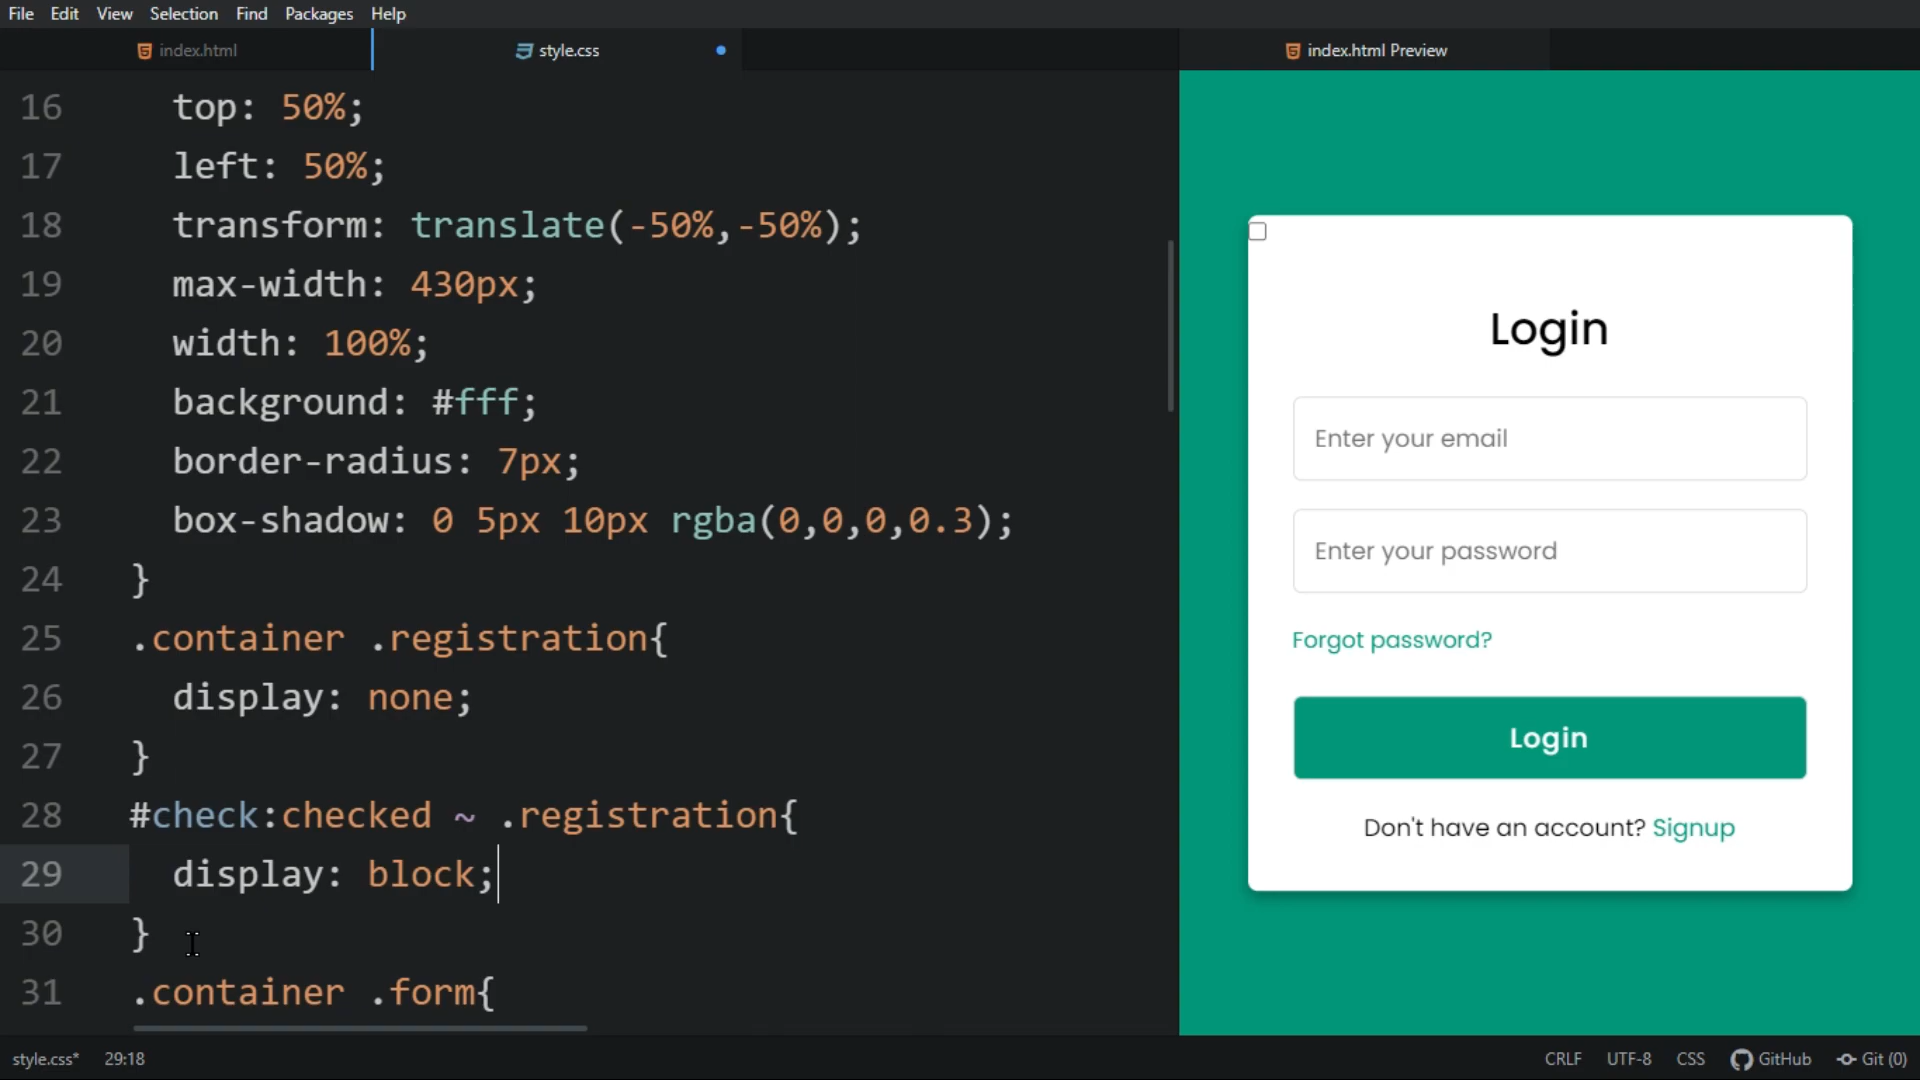 File Edit View Selection Find Packages Help
index.html
style.css
index.html Preview
16 top: 50%;
17 left: 50%;
18 transform: translate(-50%,-50%);
19 max-width: 430px;
20 width: 100%;
21 background: #fff;
22 border-radius: 7px;
23 box-shadow: 0 5px 10px rgba(0,0,0,0.3);
24 }
25 .container .registration{
26 display: none;
27 }
28 #check:checked ~ .registration{
29 display: block;
30 }
31 .container .form{
Login
Enter your email
Enter your password
Forgot password?
Login
Don't have an account? Signup
style.css* 29:18
CRLF UTF-8 CSS GitHub Git (0)